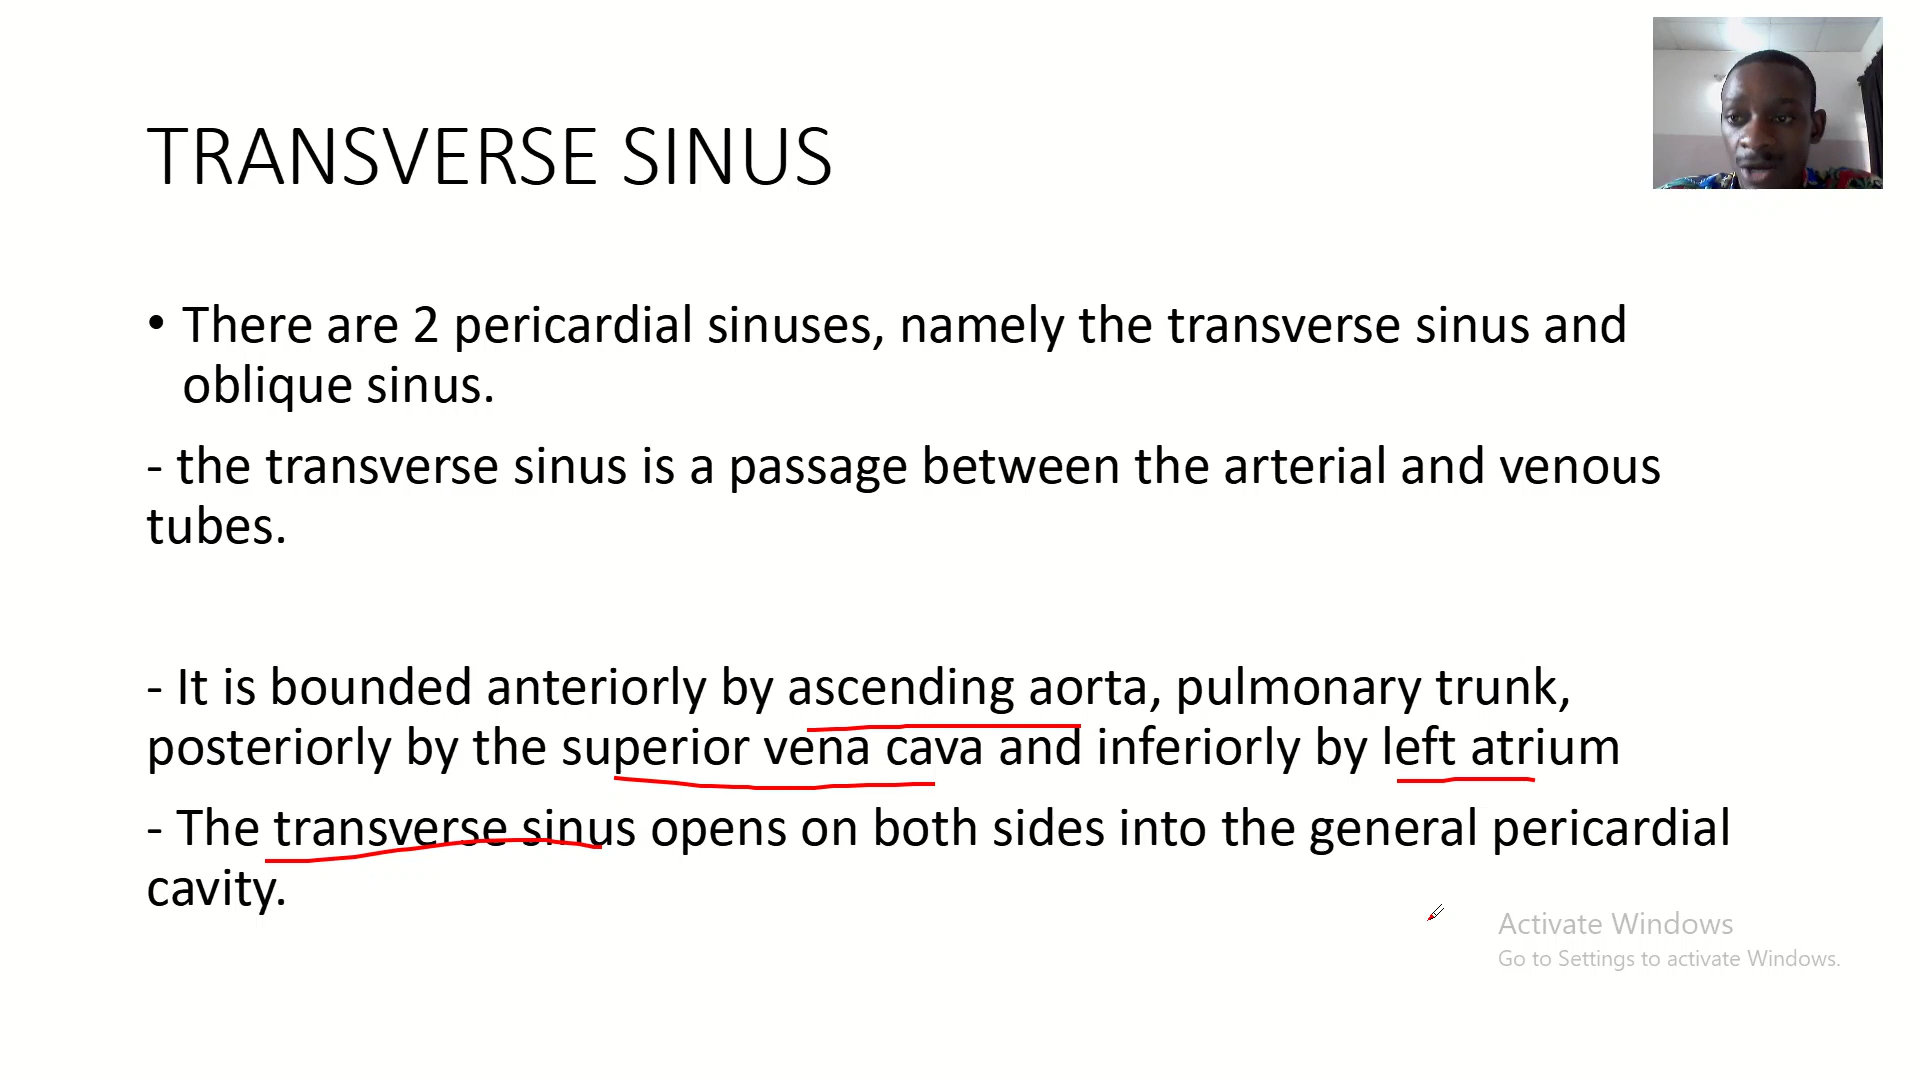 TRANSVERSE SINUS
• There are 2 pericardial sinuses, namely the transverse sinus and
oblique sinus.
- the transverse sinus is a passage between the arterial and venous
tubes.
- It is bounded anteriorly by ascending aorta, pulmonary trunk,
posteriorly by the superior vena cava and inferiorly by left atrium
- The transverse sinus opens on both sides into the general pericardial
cavity.
Activate Windows
Go to Settings to activate Windows.